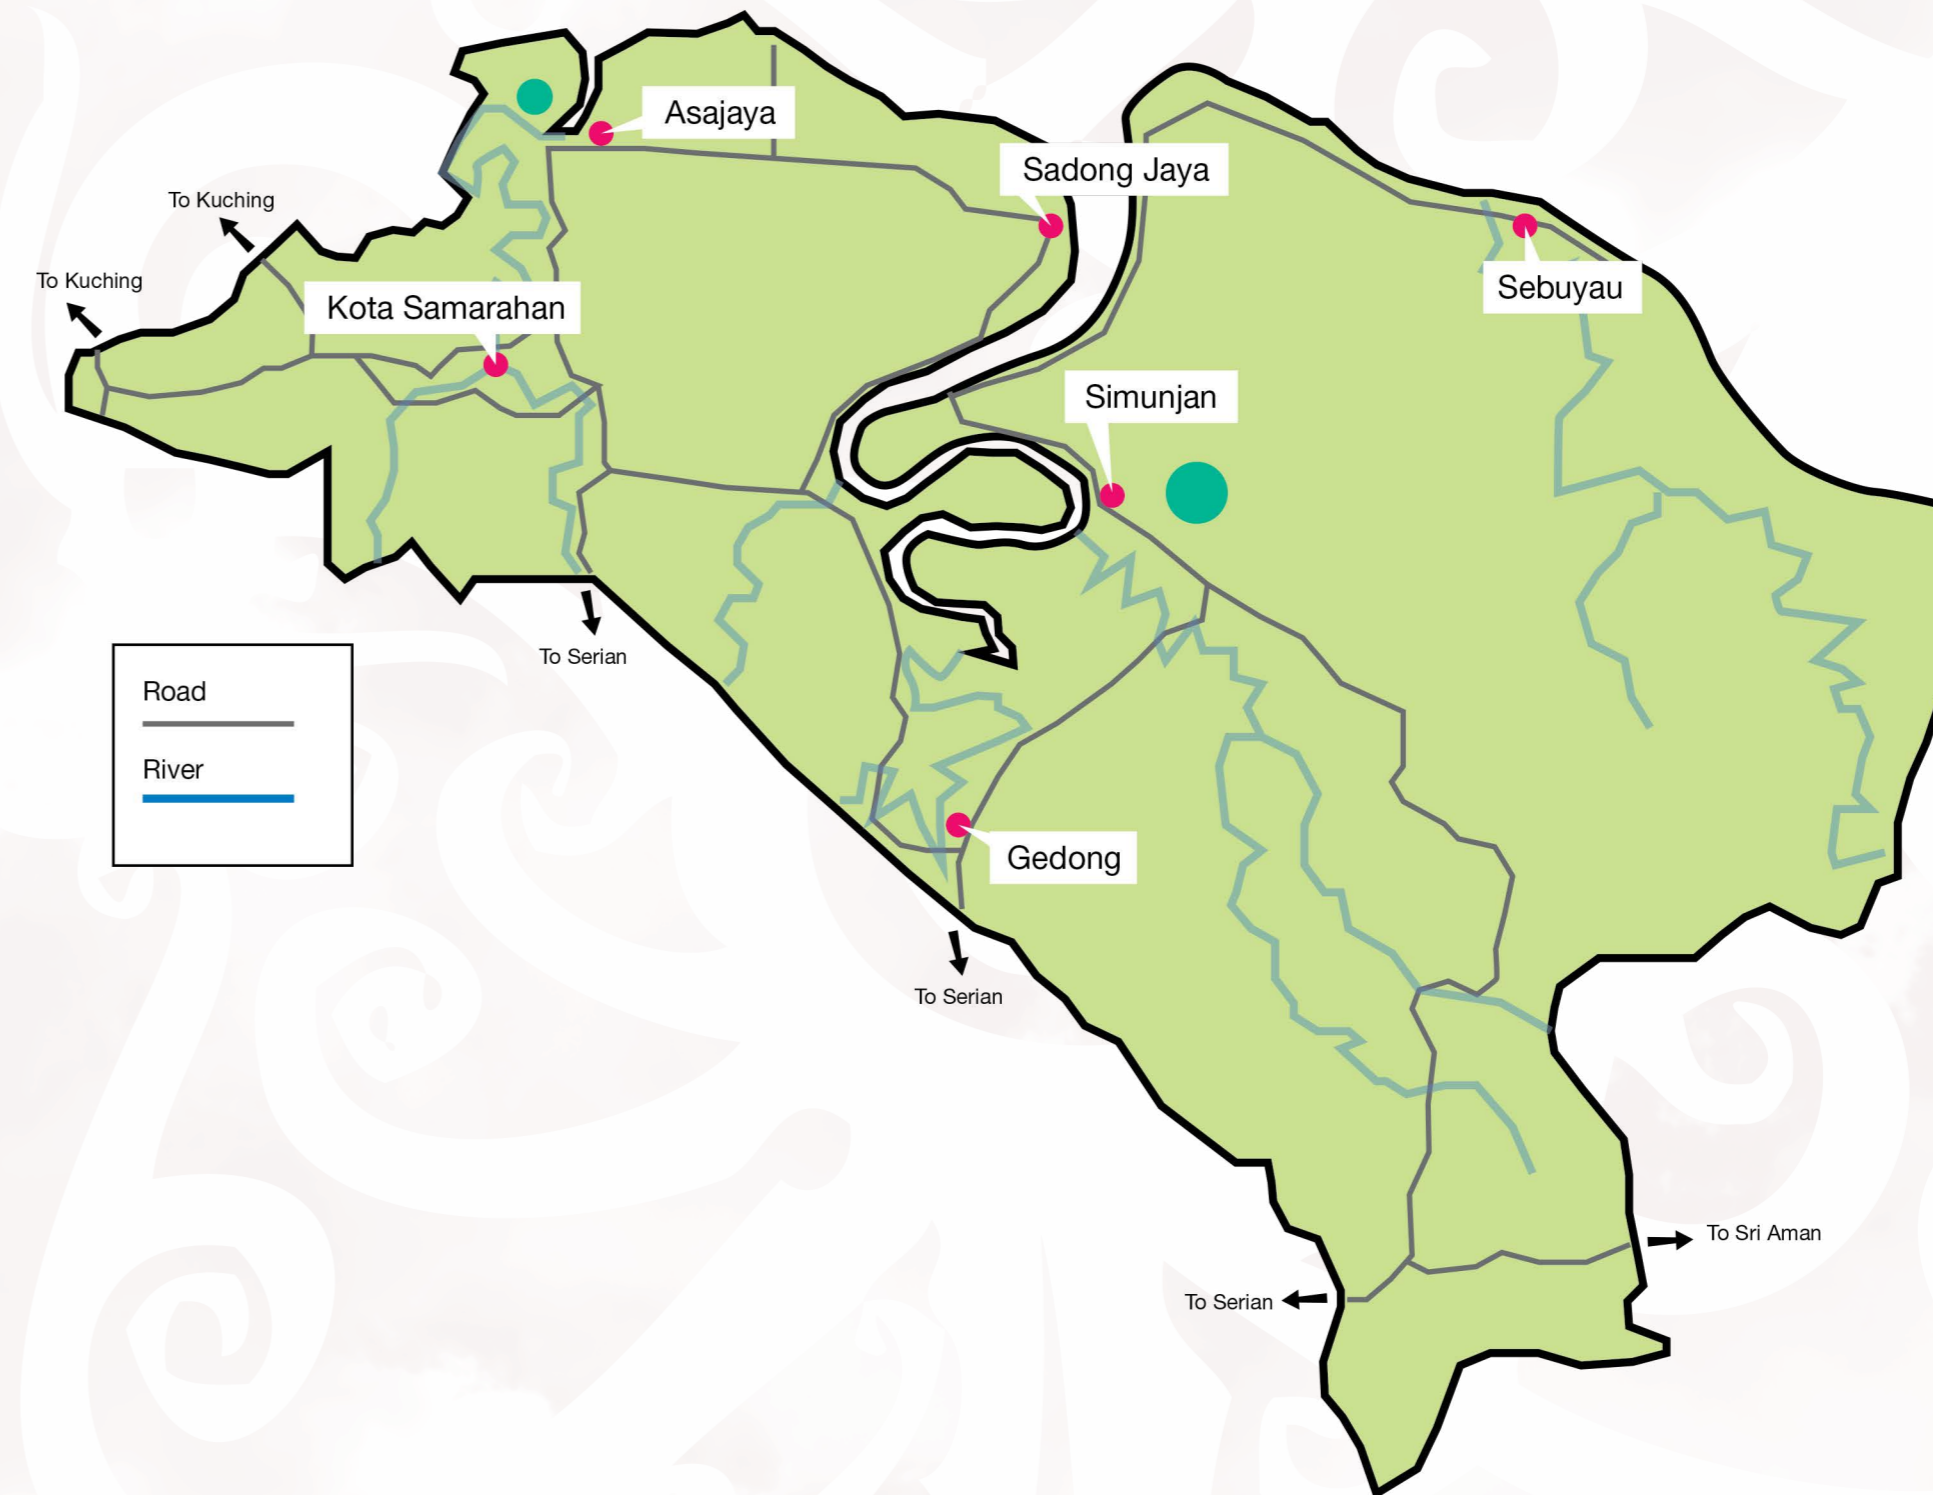 Asajaya
Sadong Jaya
To Kuching
To Kuching
Sebuyau
Kota Samarahan
Simunjan
To Serian
Road
River
Gedong
To Serian
To Sri Aman
To Serian